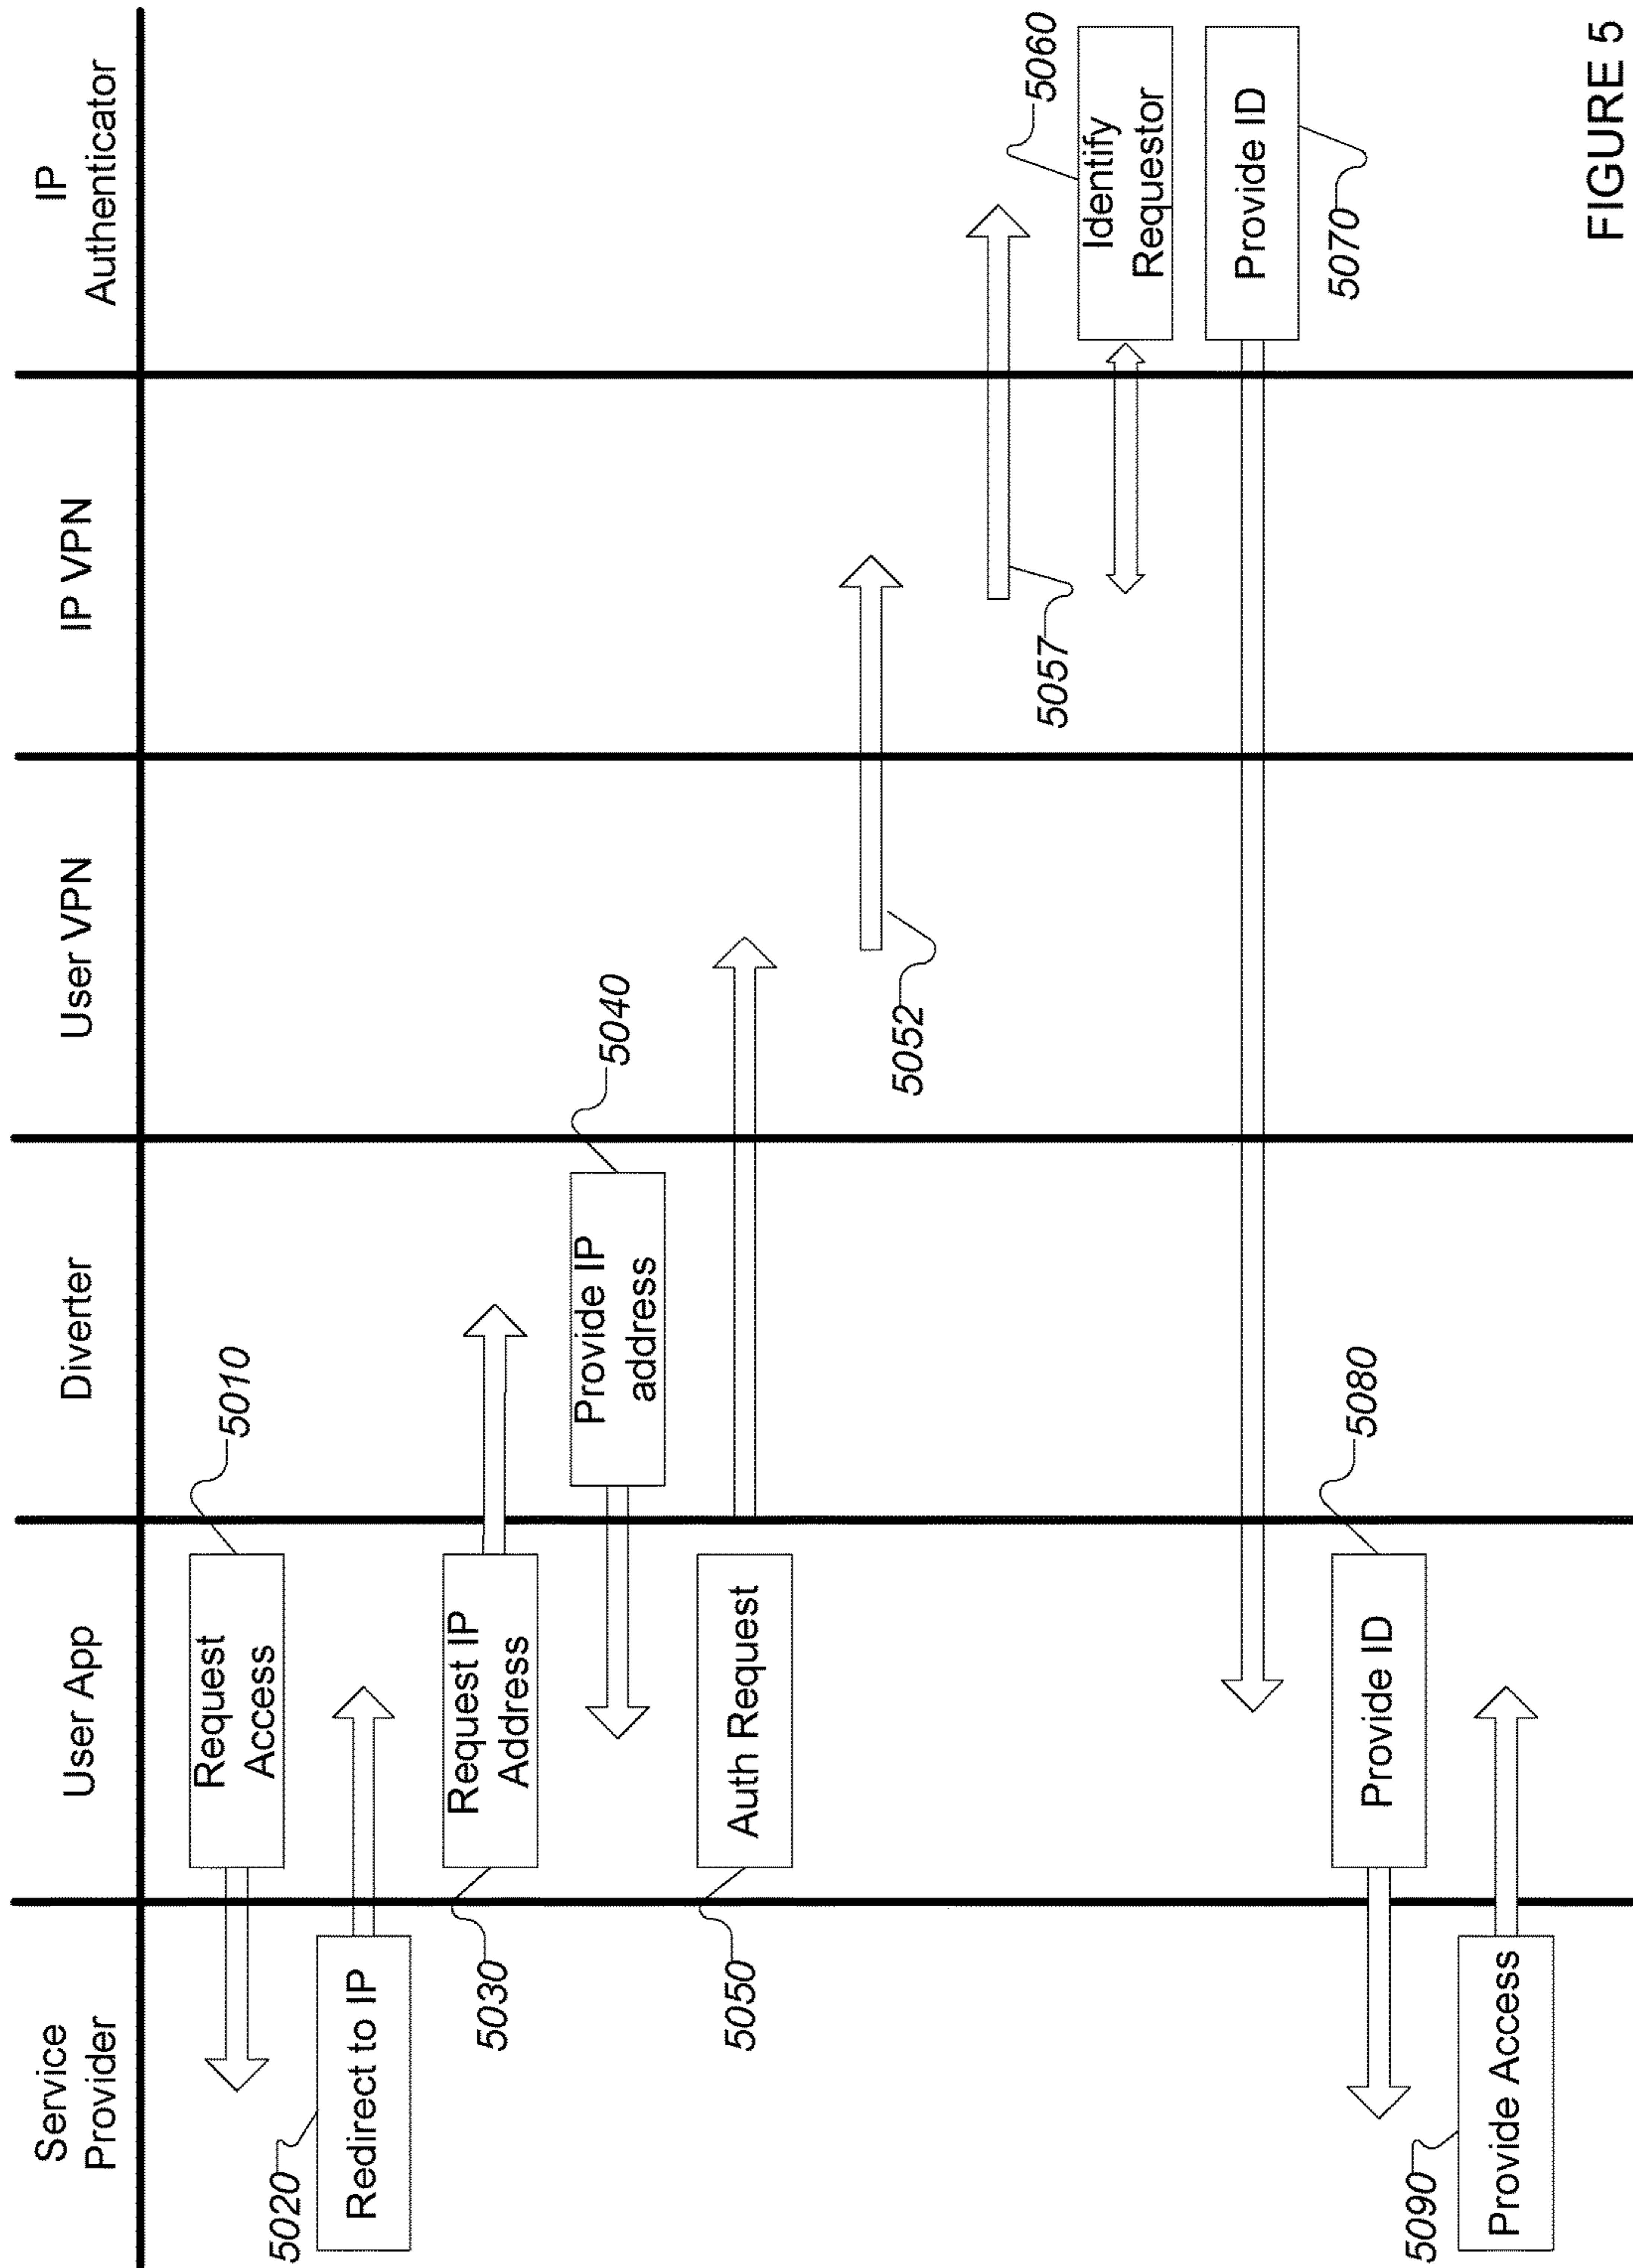 Service
Provider
User App
Diverter
User VPN
IP VPN
IP
Authenticator
Request
Access
5010
5020
Redirect to IP
Request IP
Address
5030
Provide IP
address
5040
Auth Request
5050
5052
5057
5060
Identify
Requestor
Provide ID
5070
Provide ID
5080
5090
Provide Access
FIGURE 5